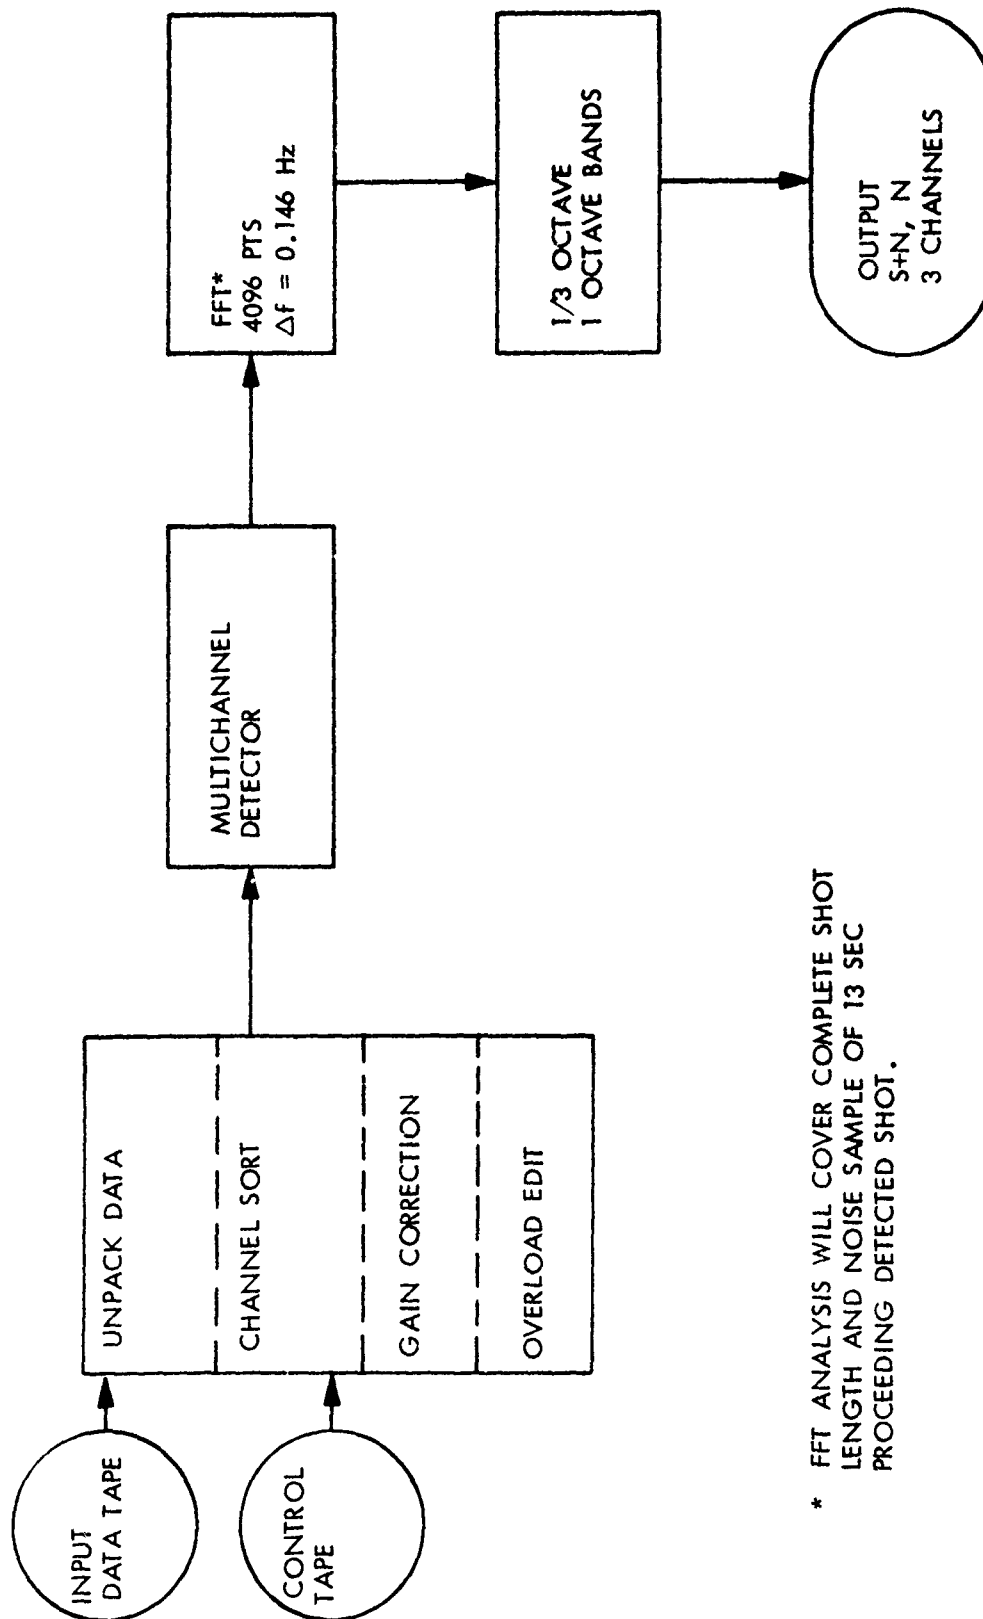 INPUT
DATA TAPE
CONTROL
TAPE
UNPACK DATA
CHANNEL SORT
GAIN CORRECTION
OVERLOAD EDIT
MULTICHANNEL
DETECTOR
FFT*
4096 PTS
Δf = 0.146 Hz
1/3 OCTAVE
1 OCTAVE BANDS
OUTPUT
S+N, N
3 CHANNELS
* FFT ANALYSIS WILL COVER COMPLETE SHOT
LENGTH AND NOISE SAMPLE OF 13 SEC
PROCEEDING DETECTED SHOT.